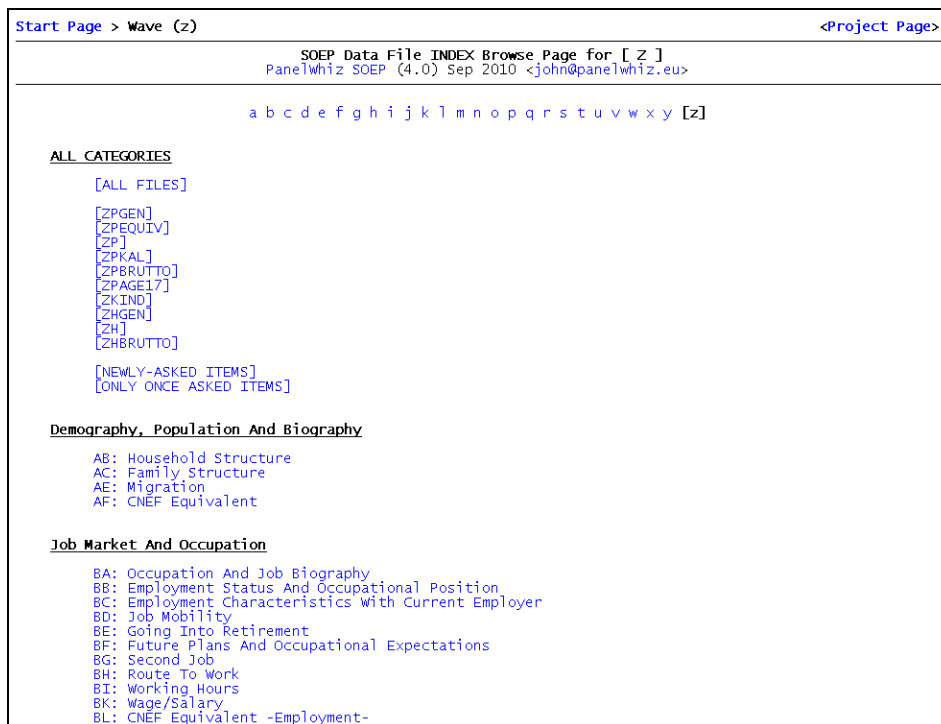 Start Page > Wave (z) <Project Page>
SOEP Data File INDEX Browse Page for [ Z ]
PanelWhiz SOEP (4.0) Sep 2010 <john@panelwhiz.eu>
a b c d e f g h i j k l m n o p q r s t u v w x y [z]
ALL CATEGORIES
[ALL FILES]
[ZPGEN]
[ZPEQUIV]
[ZP]
[ZPKAL]
[ZPBRUTTO]
[ZPAGE17]
[ZKIND]
[ZHGEN]
[ZH]
[ZHBRUTTO]
[NEWLY-ASKED ITEMS]
[ONLY ONCE ASKED ITEMS]
Demography, Population And Biography
AB: Household Structure
AC: Family Structure
AE: Migration
AF: CNEF Equivalent
Job Market And Occupation
BA: Occupation And Job Biography
BB: Employment Status And Occupational Position
BC: Employment Characteristics With Current Employer
BD: Job Mobility
BE: Going Into Retirement
BF: Future Plans And Occupational Expectations
BG: Second Job
BH: Route To Work
BI: Working Hours
BK: Wage/Salary
BL: CNEF Equivalent -Employment-